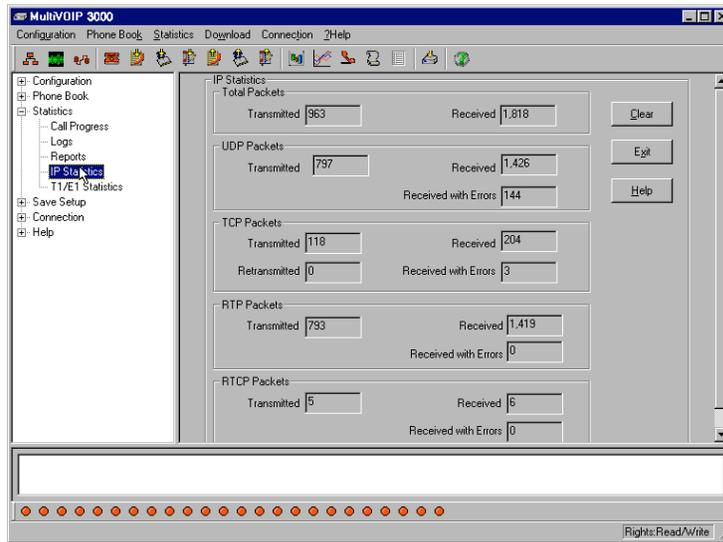 MultiVOIP 3000
Configuration Phone Book Statistics Download Connection ?Help
Configuration
Phone Book
Statistics
Call Progress
Logs
Reports
IP Statistics
T1/E1 Statistics
Save Setup
Connection
Help
IP Statistics
Total Packets
Transmitted 963 Received 1,818
UDP Packets
Transmitted 797 Received 1,426
Received with Errors 144
TCP Packets
Transmitted 118 Received 204
Retransmitted 0 Received with Errors 3
RTP Packets
Transmitted 793 Received 1,419
Received with Errors 0
RTCP Packets
Transmitted 5 Received 6
Received with Errors 0
Clear
Exit
Help
Rights:Read/Write